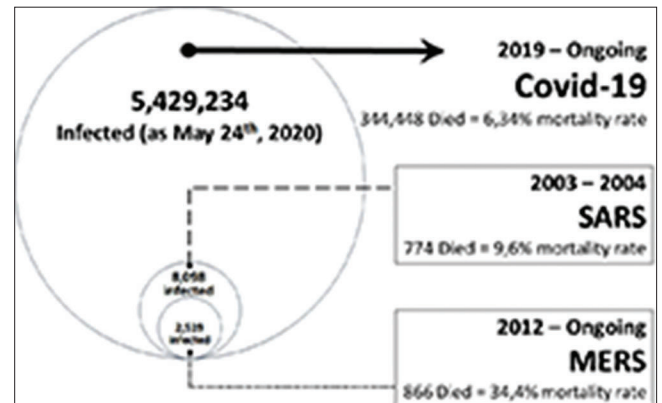 5,429,234
Infected (as May 24th, 2020)
2019 – Ongoing
Covid-19
344,448 Died = 6,34% mortality rate
2003 – 2004
SARS
774 Died = 9,6% mortality rate
8,098
infected
2,519
infected
2012 – Ongoing
MERS
866 Died = 34,4% mortality rate